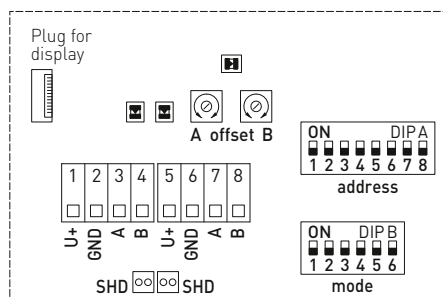 Plug for
display
A offset B
ON DIP A
1 2 3 4 5 6 7 8
address
1 2 3 4 5 6 7 8
U+ GND A B U+ GND A B
ON DIP B
1 2 3 4 5 6
mode
SHD SHD